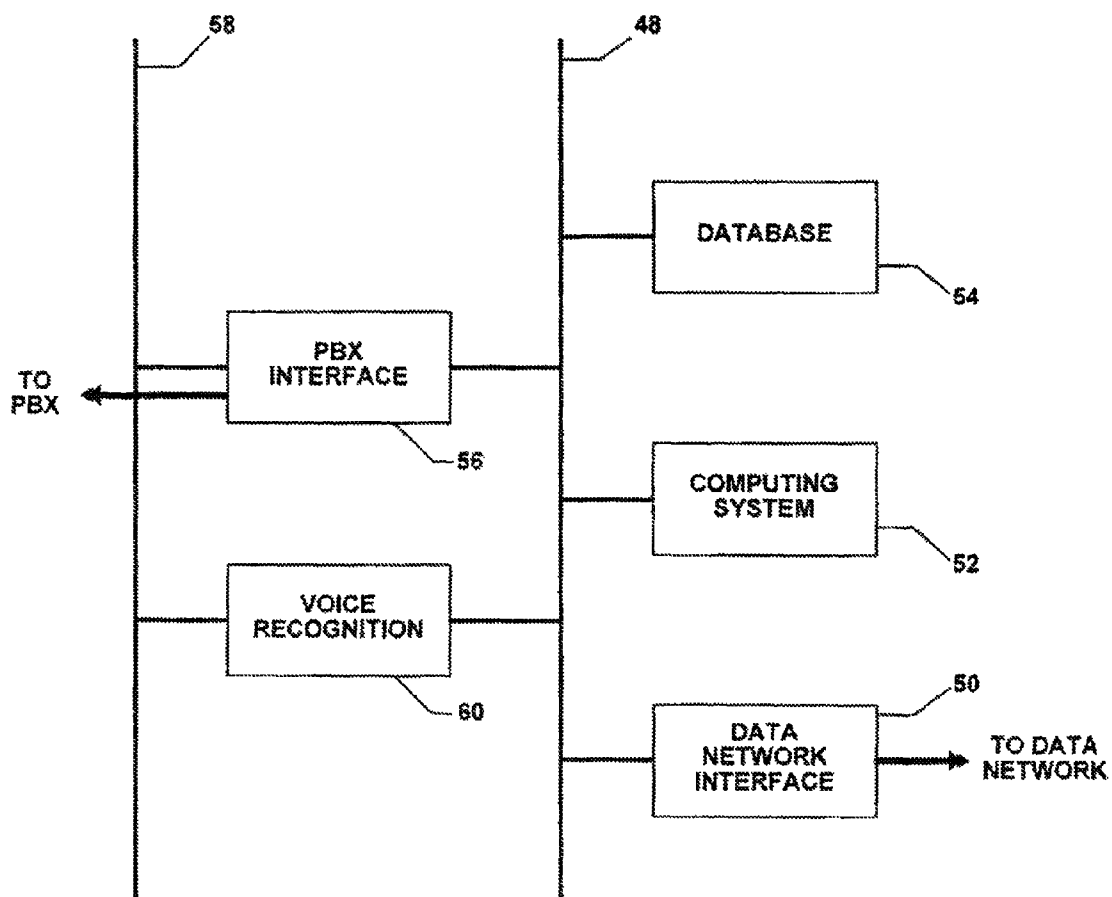 58
48
DATABASE
54
PBX
INTERFACE
TO
PBX
56
COMPUTING
SYSTEM
52
VOICE
RECOGNITION
60
50
DATA
NETWORK
INTERFACE
TO DATA
NETWORK